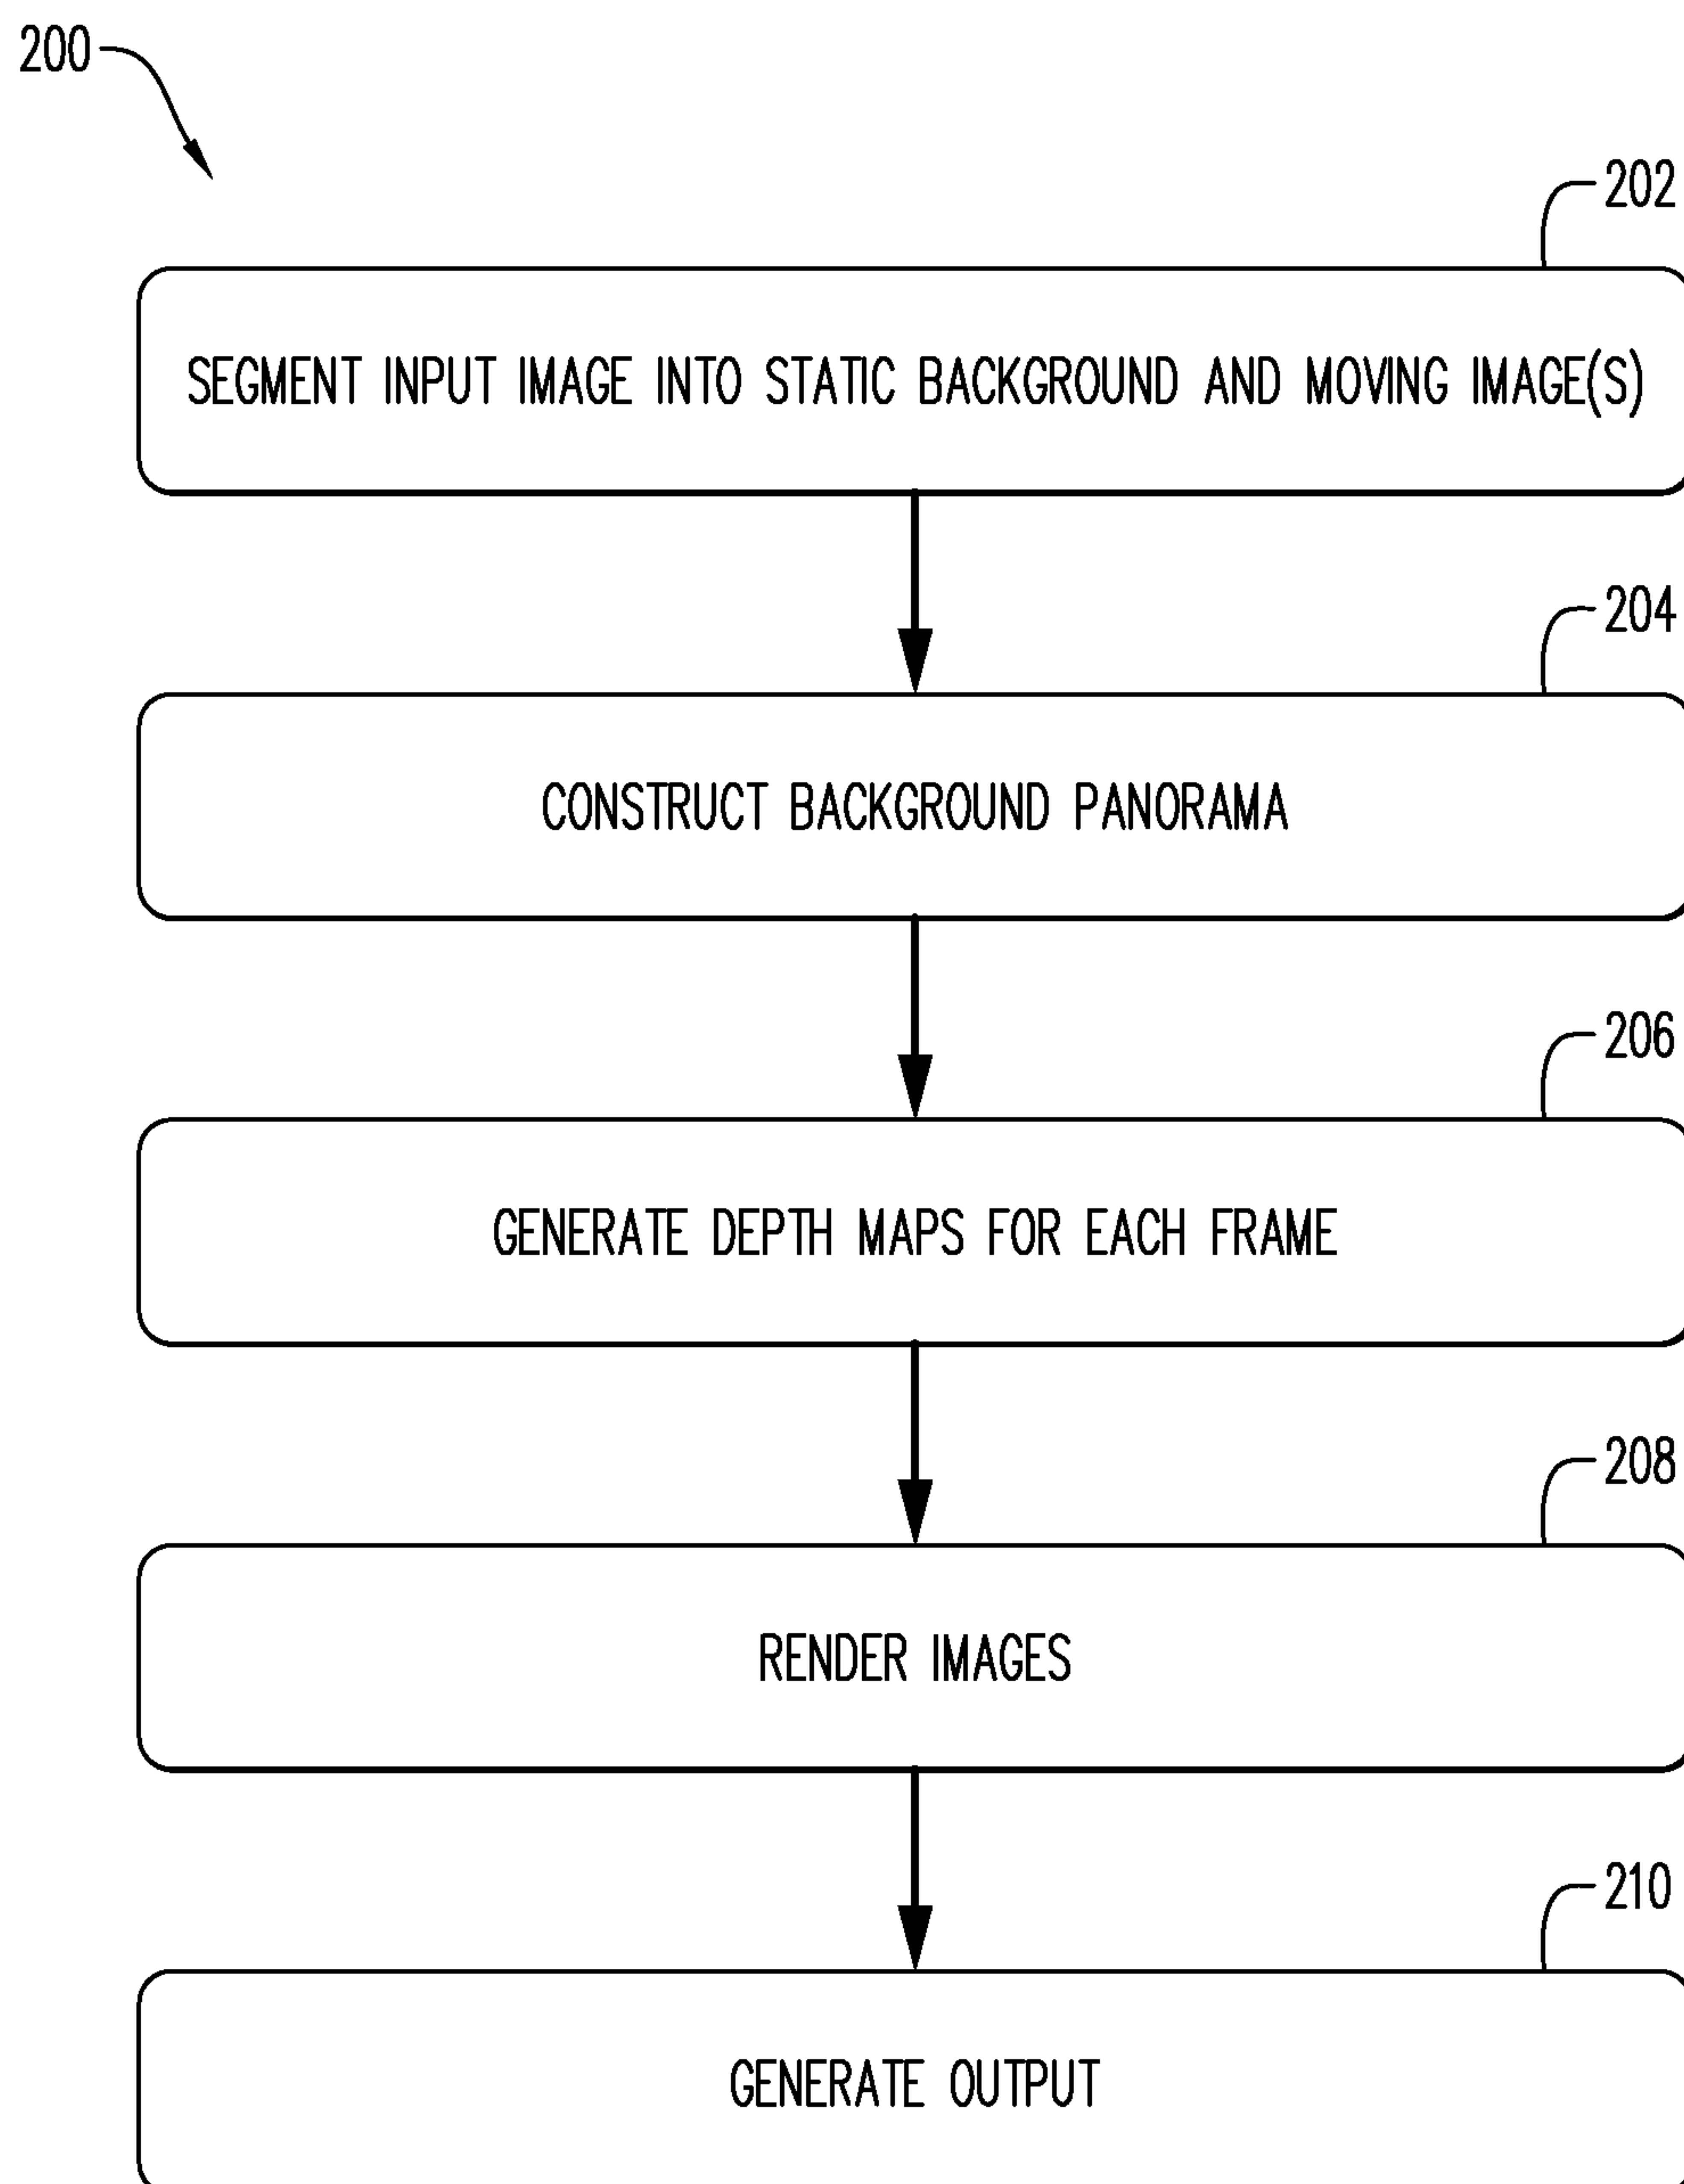 200
202
SEGMENT INPUT IMAGE INTO STATIC BACKGROUND AND MOVING IMAGE(S)
204
CONSTRUCT BACKGROUND PANORAMA
206
GENERATE DEPTH MAPS FOR EACH FRAME
208
RENDER IMAGES
210
GENERATE OUTPUT